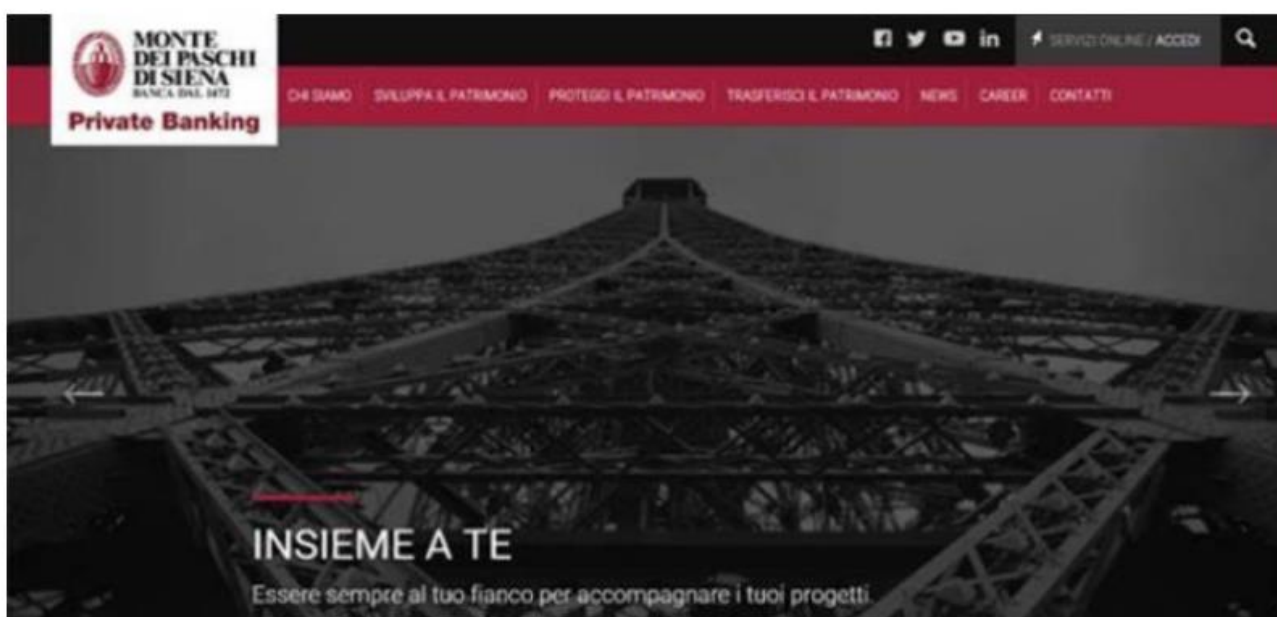 MONTE
DEI PASCHI
DI SIENA
BANCA DAL 1472
Private Banking
SERVIZI ONLINE / ACCEDI
CHI SIAMO SVILUPPA IL PATRIMONIO PROTEGGI IL PATRIMONIO TRASFERISCI IL PATRIMONIO NEWS CAREER CONTATTI
INSIEME A TE
Essere sempre al tuo fianco per accompagnare i tuoi progetti.